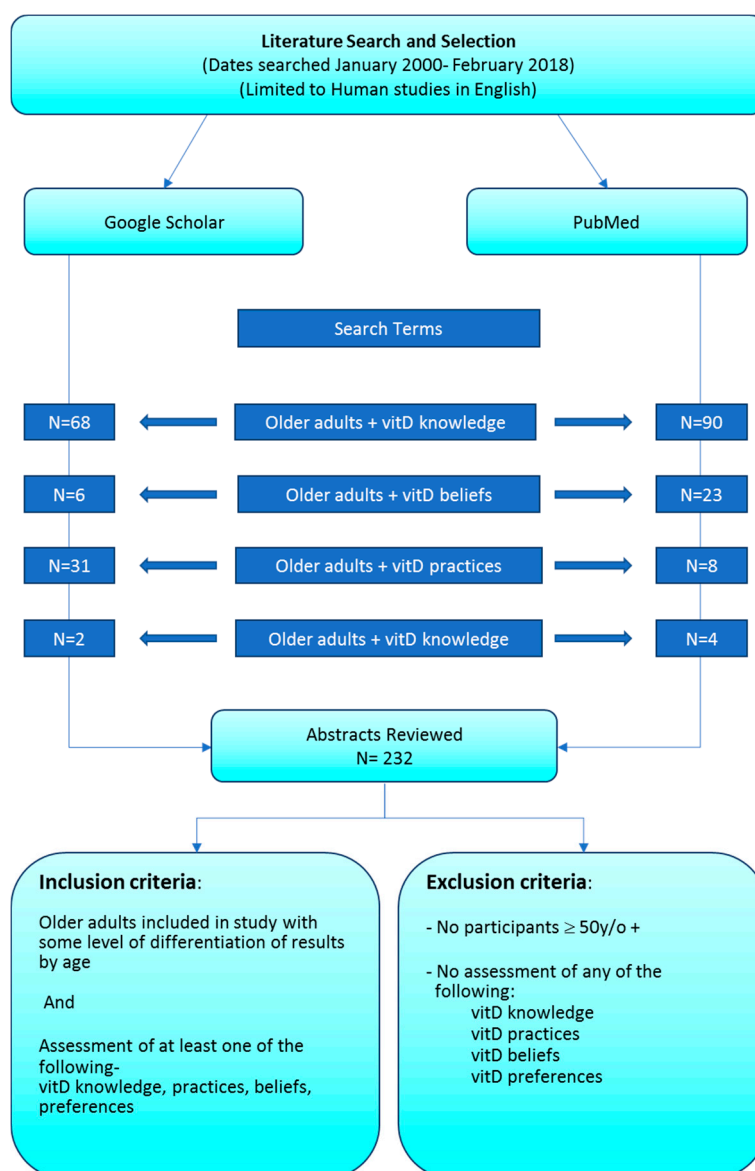 Literature Search and Selection
(Dates searched January 2000- February 2018)
(Limited to Human studies in English)
Google Scholar
PubMed
Search Terms
N=68
Older adults + vitD knowledge
N=90
N=6
Older adults + vitD beliefs
N=23
N=31
Older adults + vitD practices
N=8
N=2
Older adults + vitD knowledge
N=4
Abstracts Reviewed
N= 232
Inclusion criteria:
Older adults included in study with
some level of differentiation of results
by age
And
Assessment of at least one of the
following-
vitD knowledge, practices, beliefs,
preferences
Exclusion criteria:
- No participants ≥ 50y/o +
- No assessment of any of the
following:
vitD knowledge
vitD practices
vitD beliefs
vitD preferences